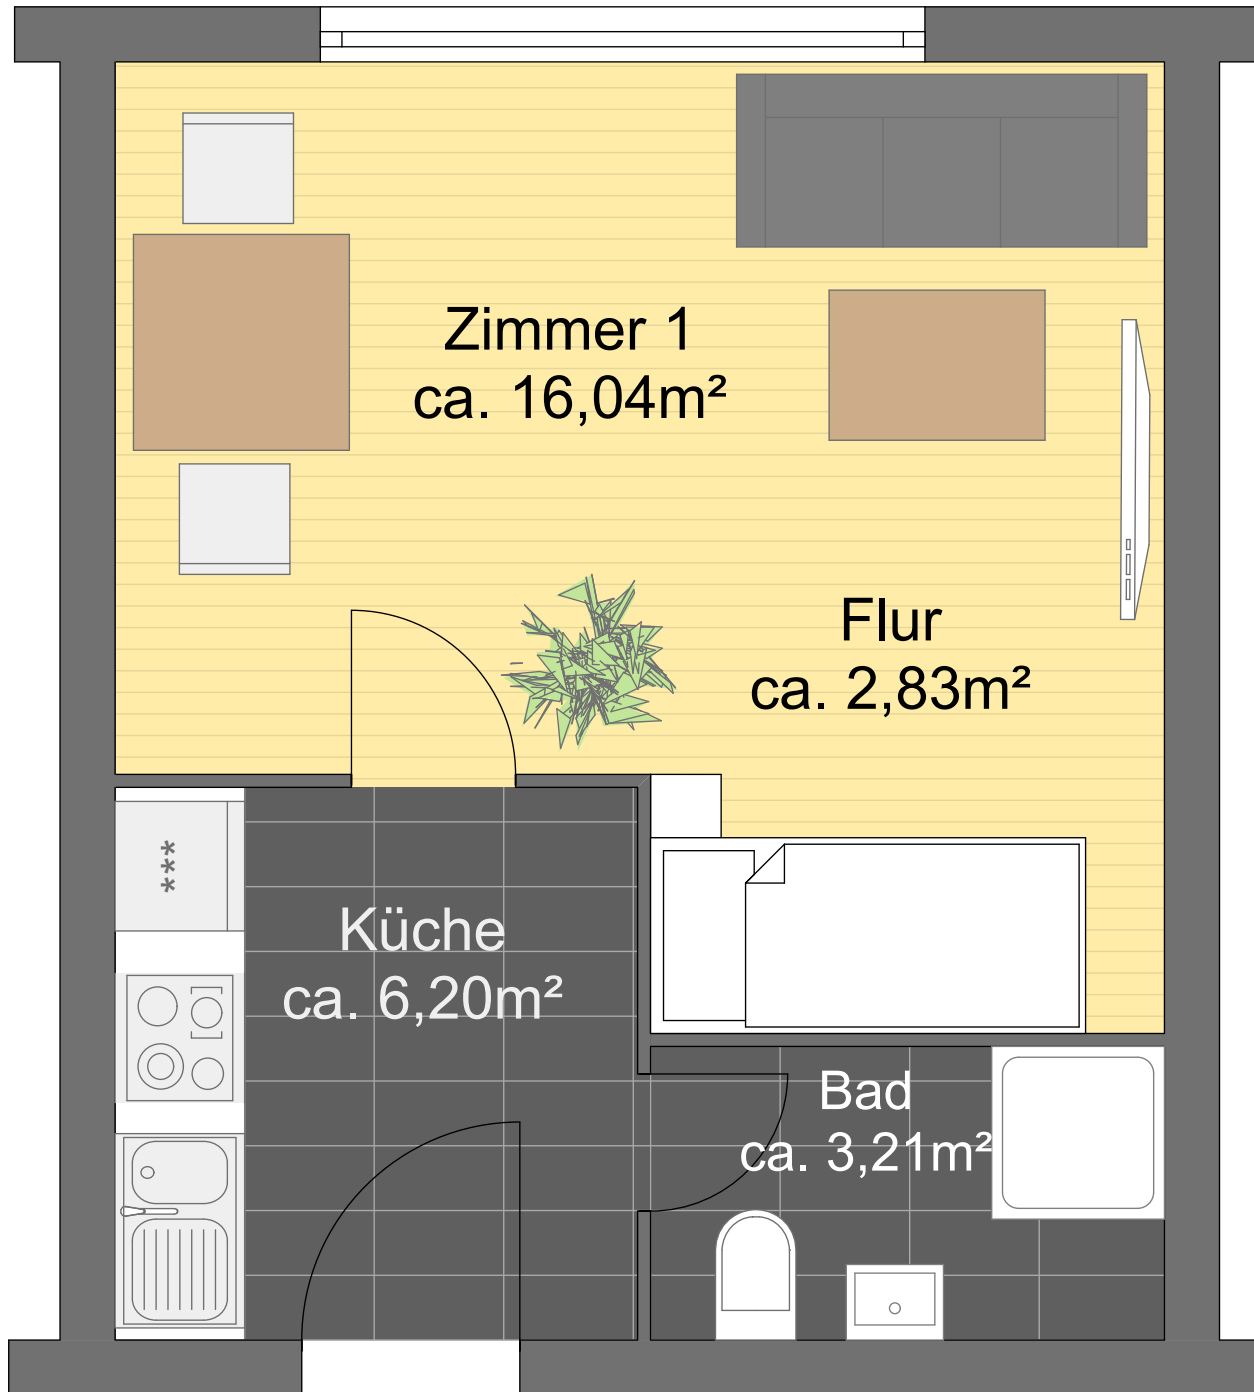 Zimmer 1
ca. 16,04m²
Flur
ca. 2,83m²
***
Küche
ca. 6,20m²
Bad
ca. 3,21m²